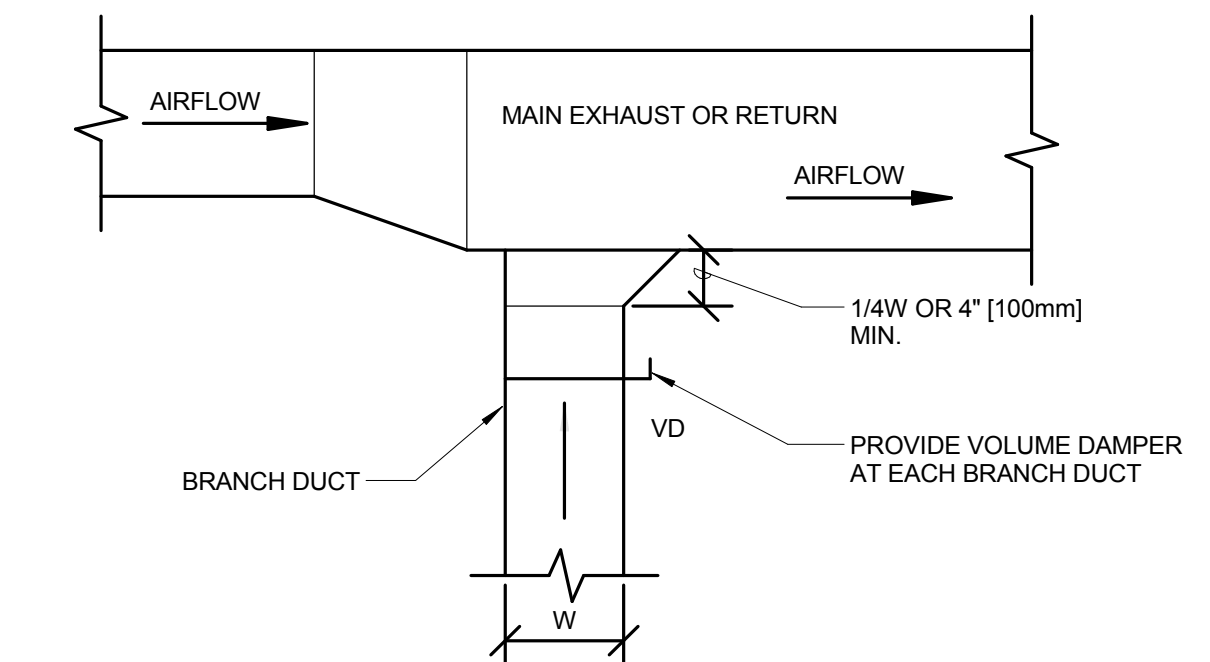 AIRFLOW
MAIN EXHAUST OR RETURN
AIRFLOW
1/4W OR 4" [100mm]
MIN.
VD
PROVIDE VOLUME DAMPER
AT EACH BRANCH DUCT
BRANCH DUCT
W